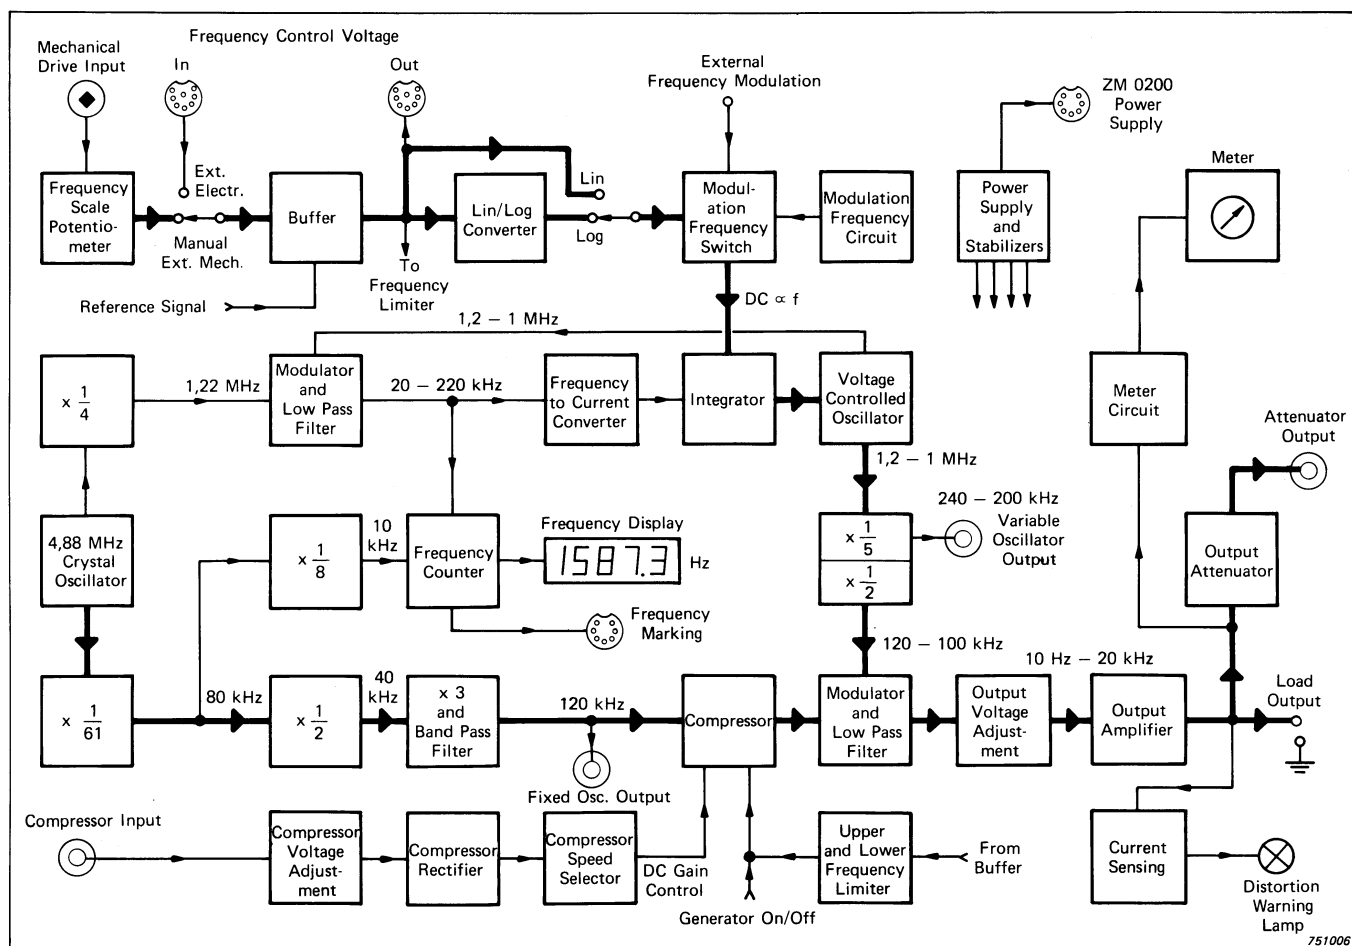 Frequency Control Voltage
Mechanical
Drive Input
In
Out
External
Frequency Modulation
ZM 0200
Power
Supply
Meter
Frequency
Scale
Potentio-
meter
Ext.
Electr.
Manual
Ext. Mech.
Buffer
Lin/Log
Converter
Lin
Log
Modul-
ation
Frequency
Switch
Modulation
Frequency
Circuit
Power
Supply
and
Stabilizers
Reference Signal
To
Frequency
Limiter
DC ∝ f
1,2 – 1 MHz
x 1/4
1,22 MHz
Modulator
and
Low Pass
Filter
20 – 220 kHz
Frequency
to Current
Converter
Integrator
Voltage
Controlled
Oscillator
Meter
Circuit
Attenuator
Output
1,2 – 1 MHz
240 – 200 kHz
Variable
Oscillator
Output
4,88 MHz
Crystal
Oscillator
x 1/8
10
kHz
Frequency
Counter
Frequency Display
1587.3 Hz
x 1/5
x 1/2
Output
Attenuator
Frequency
Marking
120 – 100 kHz
10 Hz – 20 kHz
x 1/61
80 kHz
x 1/2
40
kHz
x 3
and
Band Pass
Filter
120 kHz
Compressor
Modulator
and
Low Pass
Filter
Output
Voltage
Adjust-
ment
Output
Amplifier
Load
Output
Fixed Osc. Output
Compressor Input
Compressor
Voltage
Adjust-
ment
Compressor
Rectifier
Compressor
Speed
Selector
DC Gain
Control
Generator On/Off
Upper
and Lower
Frequency
Limiter
From
Buffer
Current
Sensing
Distortion
Warning
Lamp
751006